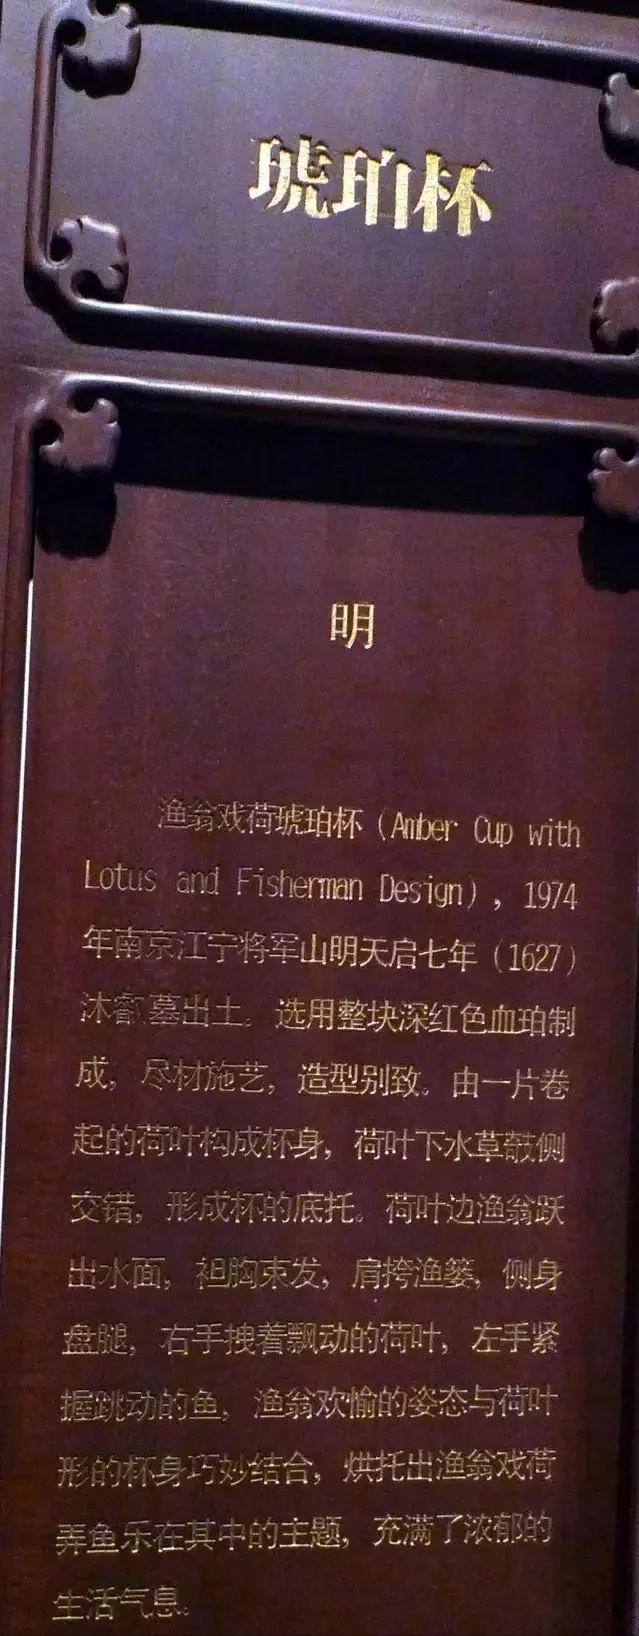 琥珀杯
明
渔翁戏荷琥珀杯（Amber Cup with
Lotus and Fisherman Design），1974
年南京江宁将军山明天启七年（1627）
沐叡墓出土。选用整块深红色血珀制
成，尽材施艺，造型别致。由一片卷
起的荷叶构成杯身，荷叶下水草攲侧
交错，形成杯的底托。荷叶边渔翁跃
出水面，袒胸束发，肩挎渔篓，侧身
盘腿，右手拽着飘动的荷叶，左手紧
握跳动的鱼，渔翁欢愉的姿态与荷叶
形的杯身巧妙结合，烘托出渔翁戏荷
弄鱼乐在其中的主题，充满了浓郁的
生活气息。